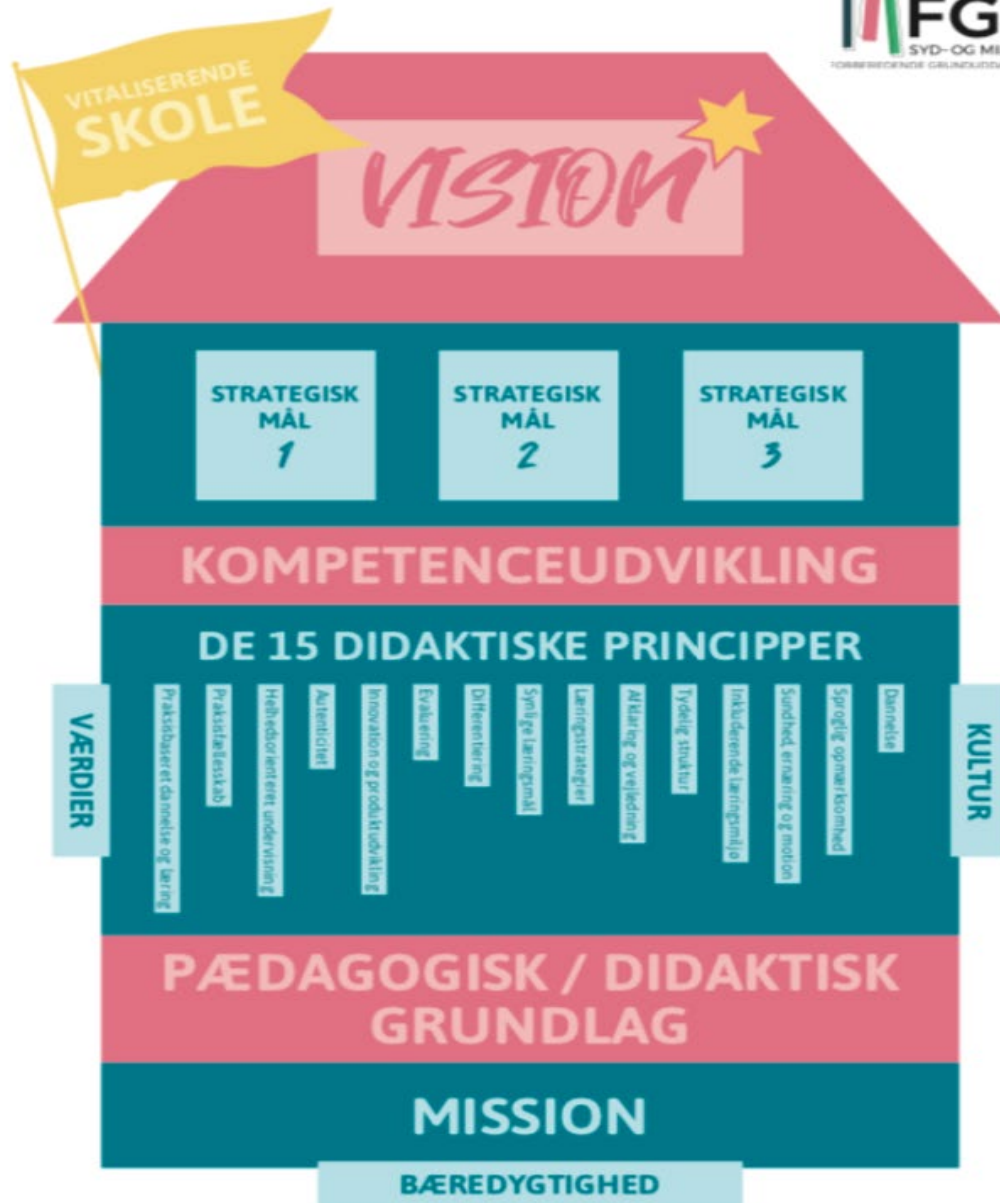 FG
SYD- OG MI
FORBEREDENDE GRUNDUDDA
VITALISERENDE
SKOLE
VISION
STRATEGISK
MÅL
1
STRATEGISK
MÅL
2
STRATEGISK
MÅL
3
KOMPETENCEUDVIKLING
DE 15 DIDAKTISKE PRINCIPPER
VÆRDIER
Praksisbaseret dannelse og læring
Praksisfællesskab
Helhedsorienteret undervisning
Autenticitet
Innovation og produktudvikling
Evaluering
Differentiering
Synlige læringsmål
Læringsstrategier
Afklaring og vejledning
Tydelig struktur
Inkluderende læringsmiljø
Sundhed, ernæring og motion
Sproglig opmærksomhed
Dannelse
KULTUR
PÆDAGOGISK / DIDAKTISK
GRUNDLAG
MISSION
BÆREDYGTIGHED